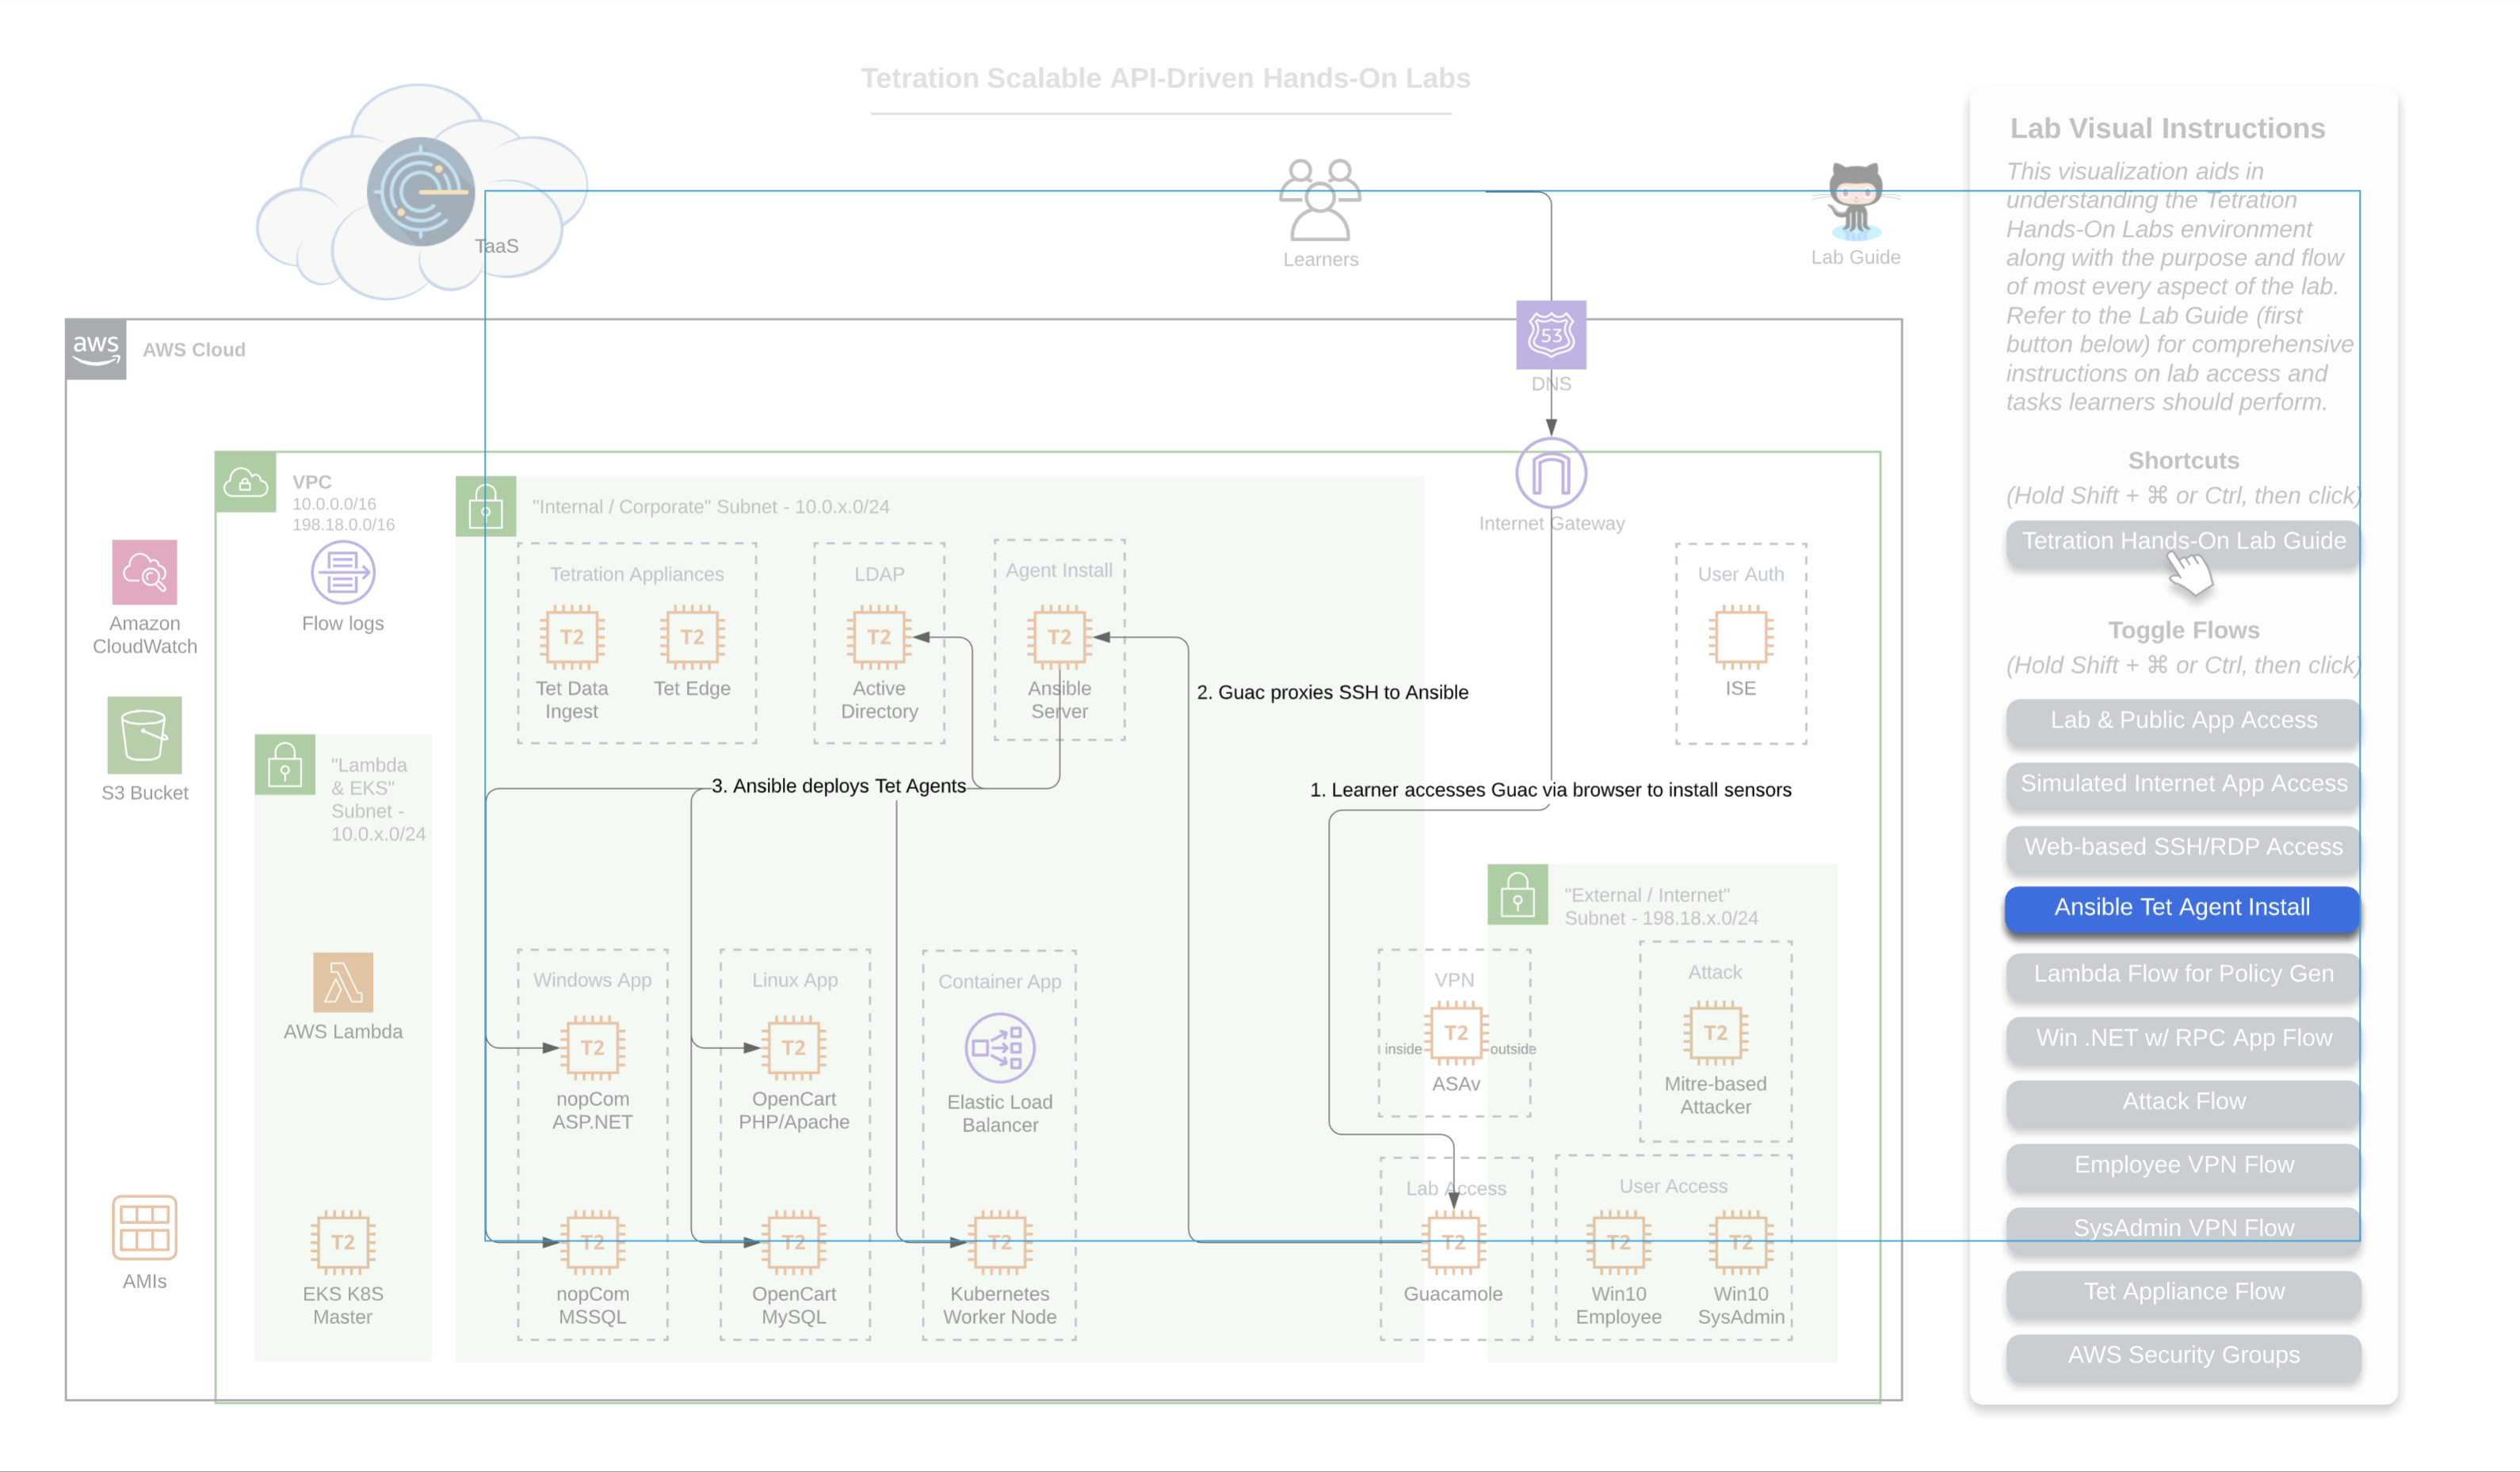 Tetration Scalable API-Driven Hands-On Labs
TaaS
Learners
Lab Guide
aws
AWS Cloud
53
DNS
Internet Gateway
VPC
10.0.0.0/16
198.18.0.0/16
Flow logs
Amazon
CloudWatch
S3 Bucket
AMIs
"Lambda
& EKS"
Subnet -
10.0.x.0/24
AWS Lambda
T2
EKS K8S
Master
"Internal / Corporate" Subnet - 10.0.x.0/24
Tetration Appliances
T2
Tet Data
Ingest
T2
Tet Edge
LDAP
T2
Active
Directory
Agent Install
T2
Ansible
Server
User Auth
ISE
2. Guac proxies SSH to Ansible
3. Ansible deploys Tet Agents
1. Learner accesses Guac via browser to install sensors
Windows App
T2
nopCom
ASP.NET
T2
nopCom
MSSQL
Linux App
T2
OpenCart
PHP/Apache
T2
OpenCart
MySQL
Container App
Elastic Load
Balancer
T2
Kubernetes
Worker Node
"External / Internet"
Subnet - 198.18.x.0/24
VPN
inside
T2
outside
ASAv
Attack
T2
Mitre-based
Attacker
Lab Access
T2
Guacamole
User Access
T2
Win10
Employee
T2
Win10
SysAdmin
Lab Visual Instructions
This visualization aids in
understanding the Tetration
Hands-On Labs environment
along with the purpose and flow
of most every aspect of the lab.
Refer to the Lab Guide (first
button below) for comprehensive
instructions on lab access and
tasks learners should perform.
Shortcuts
(Hold Shift + ⌘ or Ctrl, then click)
Tetration Hands-On Lab Guide
Toggle Flows
(Hold Shift + ⌘ or Ctrl, then click)
Lab & Public App Access
Simulated Internet App Access
Web-based SSH/RDP Access
Ansible Tet Agent Install
Lambda Flow for Policy Gen
Win .NET w/ RPC App Flow
Attack Flow
Employee VPN Flow
SysAdmin VPN Flow
Tet Appliance Flow
AWS Security Groups